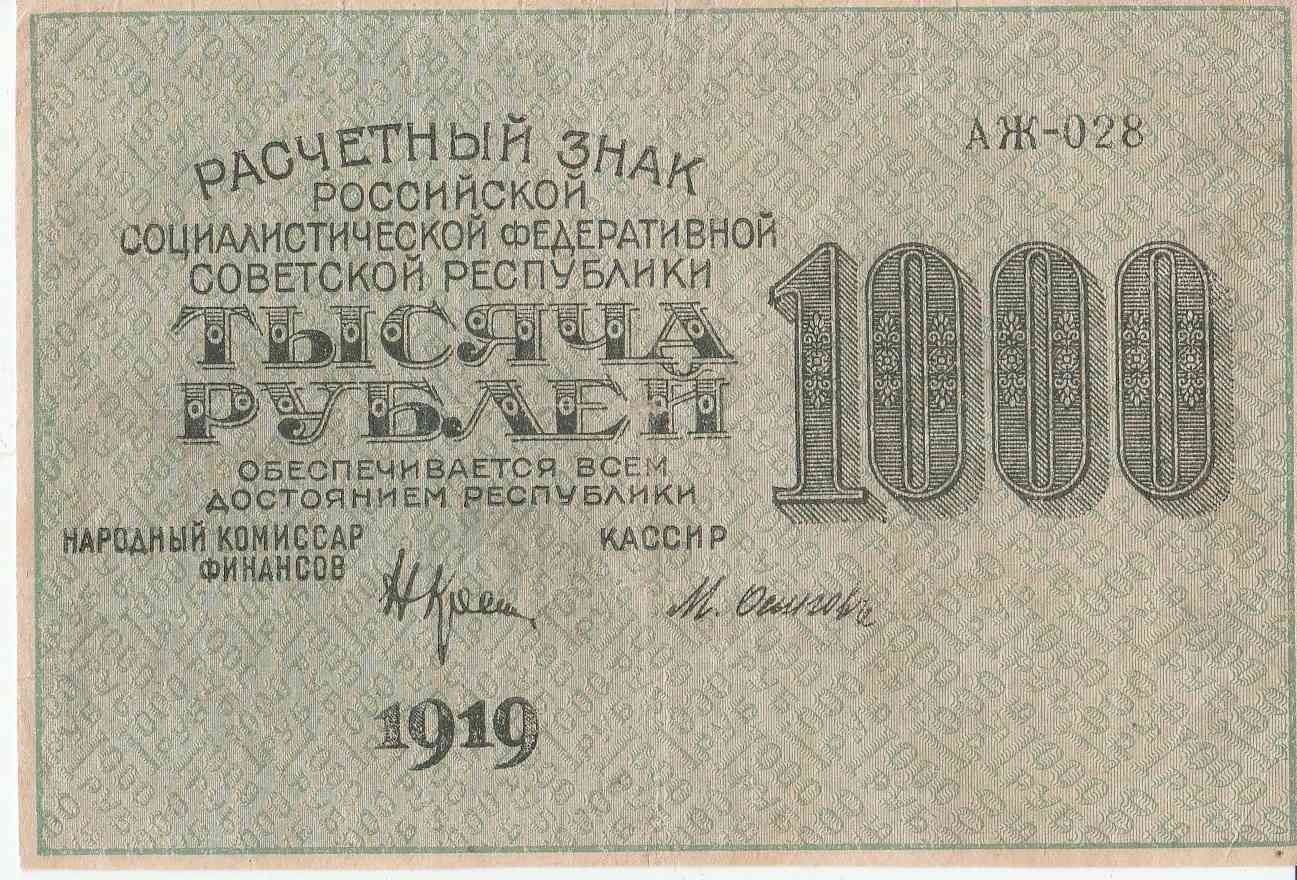 РАСЧЕТНЫЙ ЗНАК
АЖ-028
РОССИЙСКОЙ
СОЦИАЛИСТИЧЕСКОЙ ФЕДЕРАТИВНОЙ
СОВЕТСКОЙ РЕСПУБЛИКИ
ТЫСЯЧА
РУБЛЕЙ
1000
ОБЕСПЕЧИВАЕТСЯ ВСЕМ
ДОСТОЯНИЕМ РЕСПУБЛИКИ
НАРОДНЫЙ КОМИССАР
ФИНАНСОВ
КАССИР
М. Осиповъ
1919